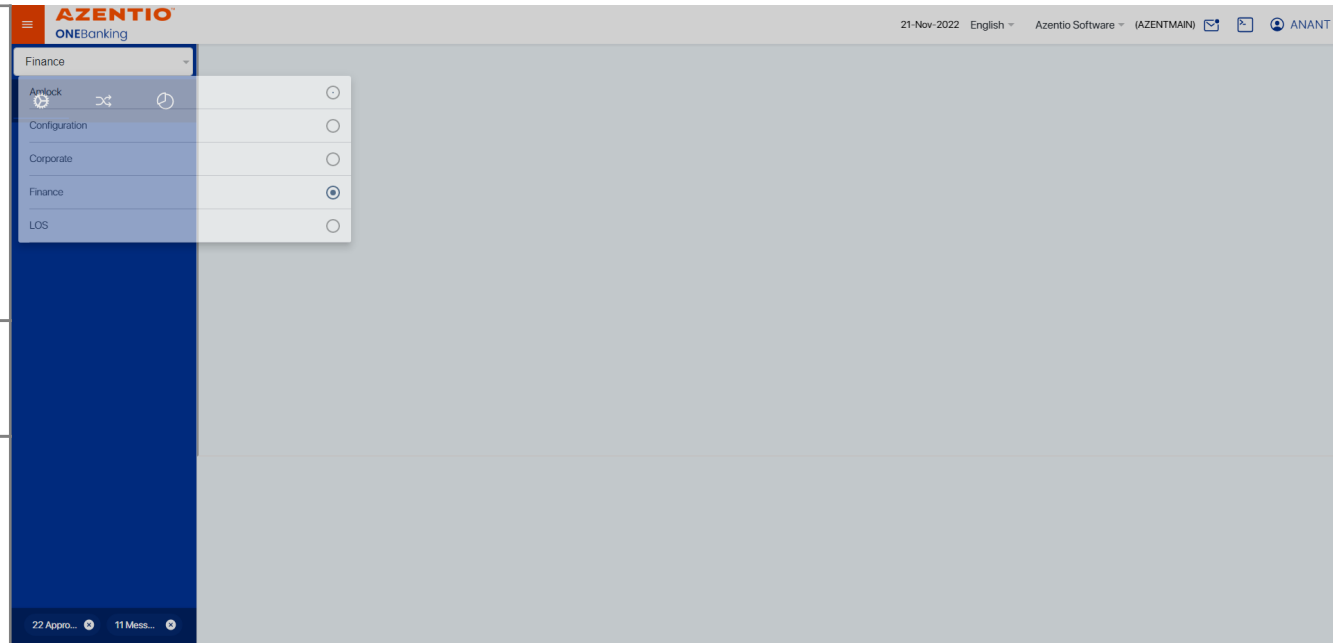 AZENTIO
ONEBanking
21-Nov-2022 English Azentio Software (AZENTMAIN) ANANT
Finance
Amlock
Configuration
Corporate
Finance
LOS
22 Appro... 11 Mess...